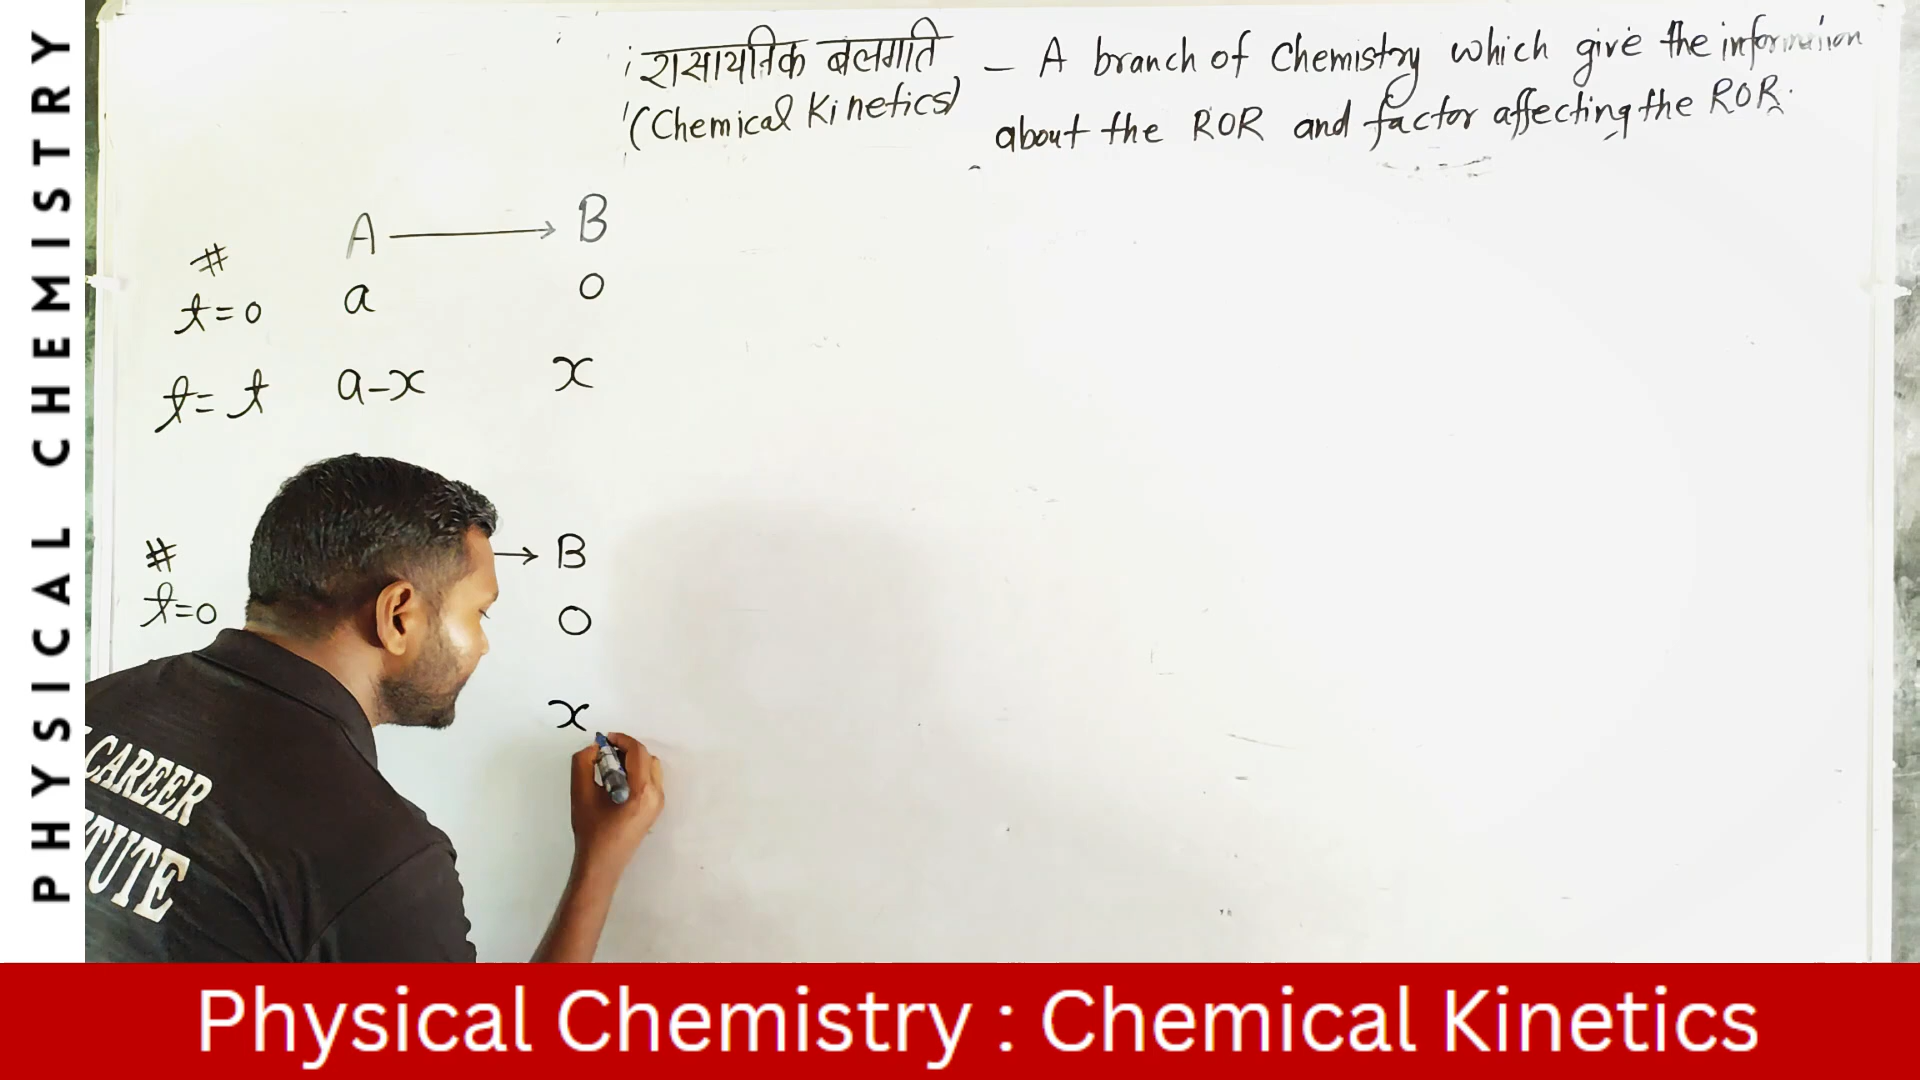 PHYSICAL CHEMISTRY
रासायनिक बलगति – A branch of Chemistry which give the information
(Chemical Kinetics) about the ROR and factor affecting the ROR.
# A → B
t=0 a 0
t=t a-x x
# → B
t=0 0
x
CAREER
TUTE
Physical Chemistry : Chemical Kinetics